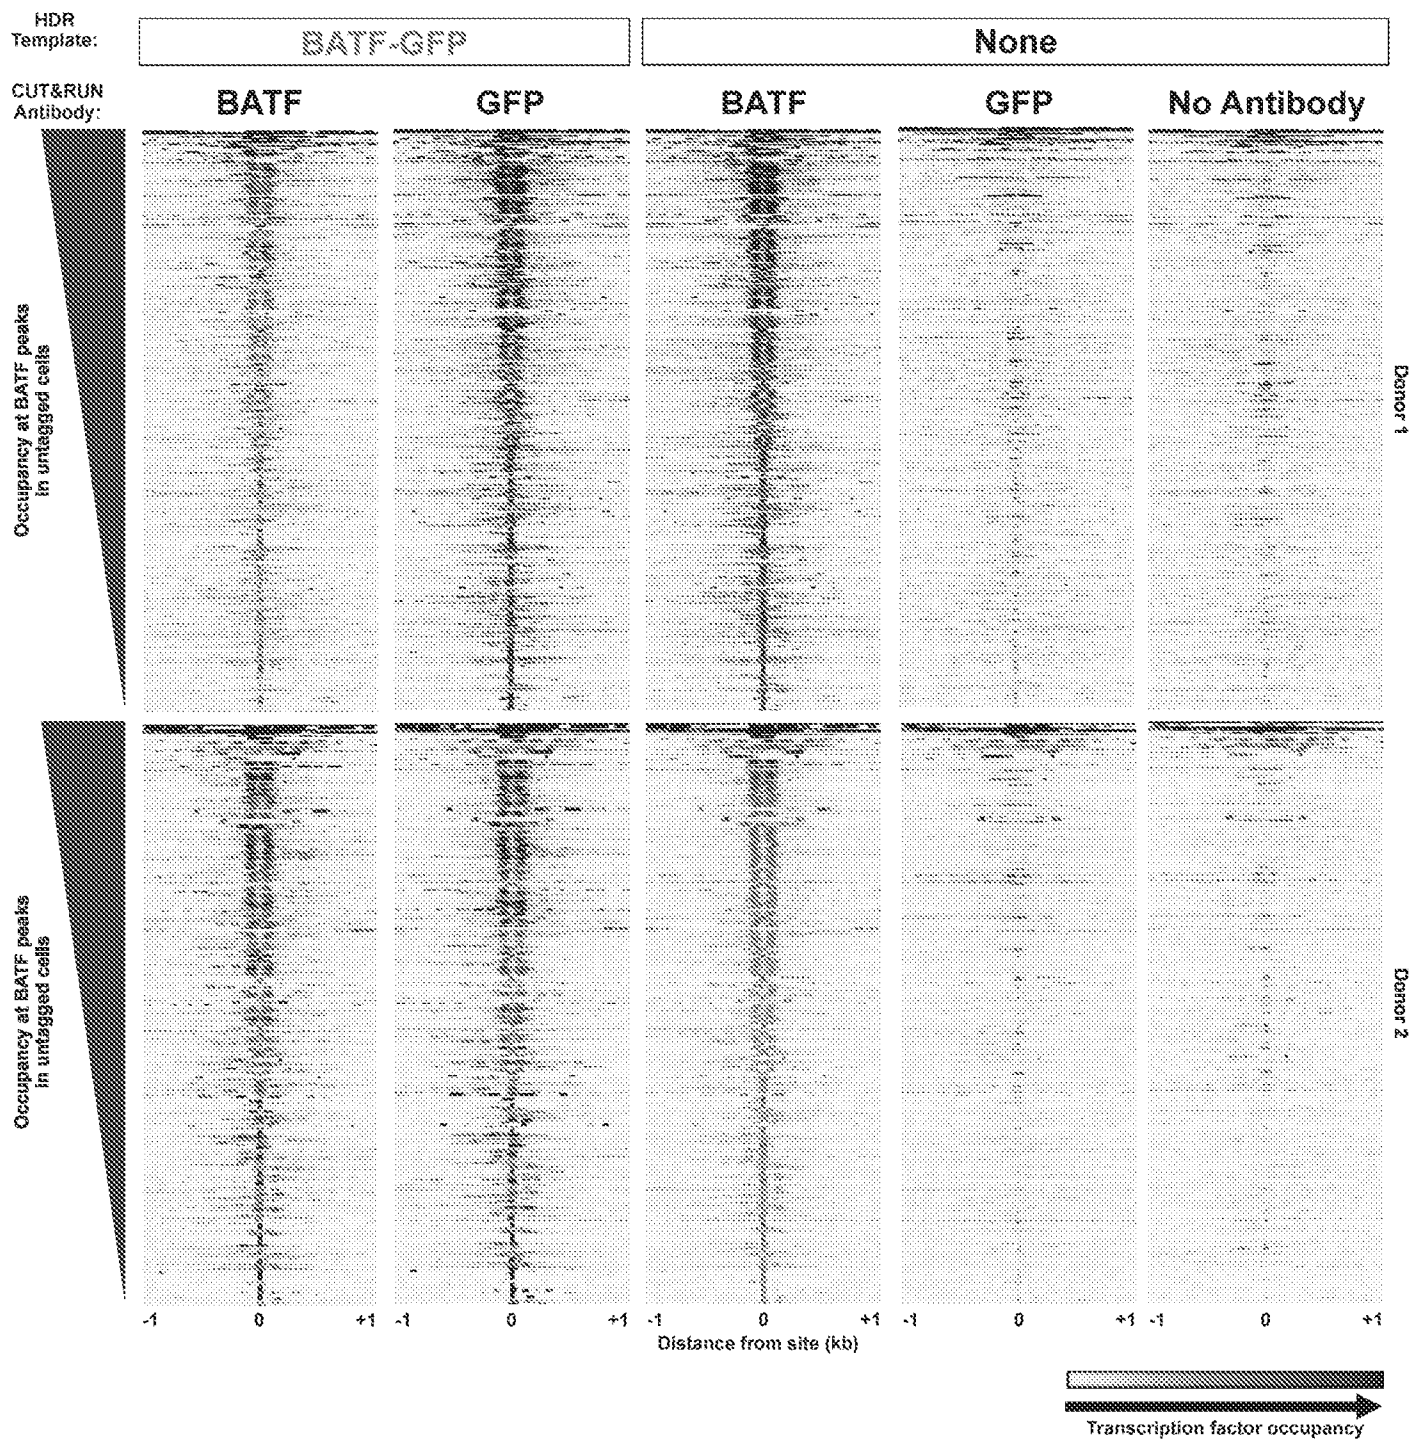 HDR
Template:
BATF-GFP
None
CUT&RUN
Antibody:
BATF
GFP
BATF
GFP
No Antibody
Occupancy at BATF peaks
in untagged cells
Donor 1
Occupancy at BATF peaks
in untagged cells
Donor 2
-1 0 +1
-1 0 +1
-1 0 +1
-1 0 +1
-1 0 +1
Distance from site (kb)
Transcription factor occupancy